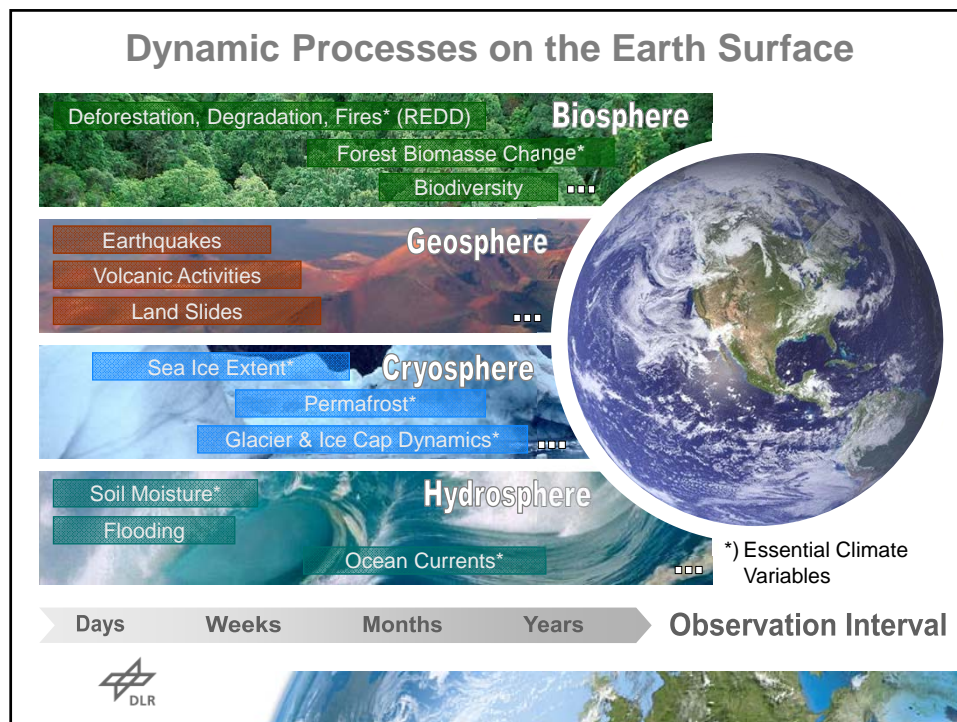 Dynamic Processes on the Earth Surface
Biosphere
Deforestation, Degradation, Fires* (REDD)
Forest Biomasse Change*
Biodiversity
Geosphere
Earthquakes
Volcanic Activities
Land Slides
Cryosphere
Sea Ice Extent*
Permafrost*
Glacier & Ice Cap Dynamics*
Hydrosphere
Soil Moisture*
Flooding
Ocean Currents*
*) Essential Climate
Variables
Days Weeks Months Years Observation Interval
DLR